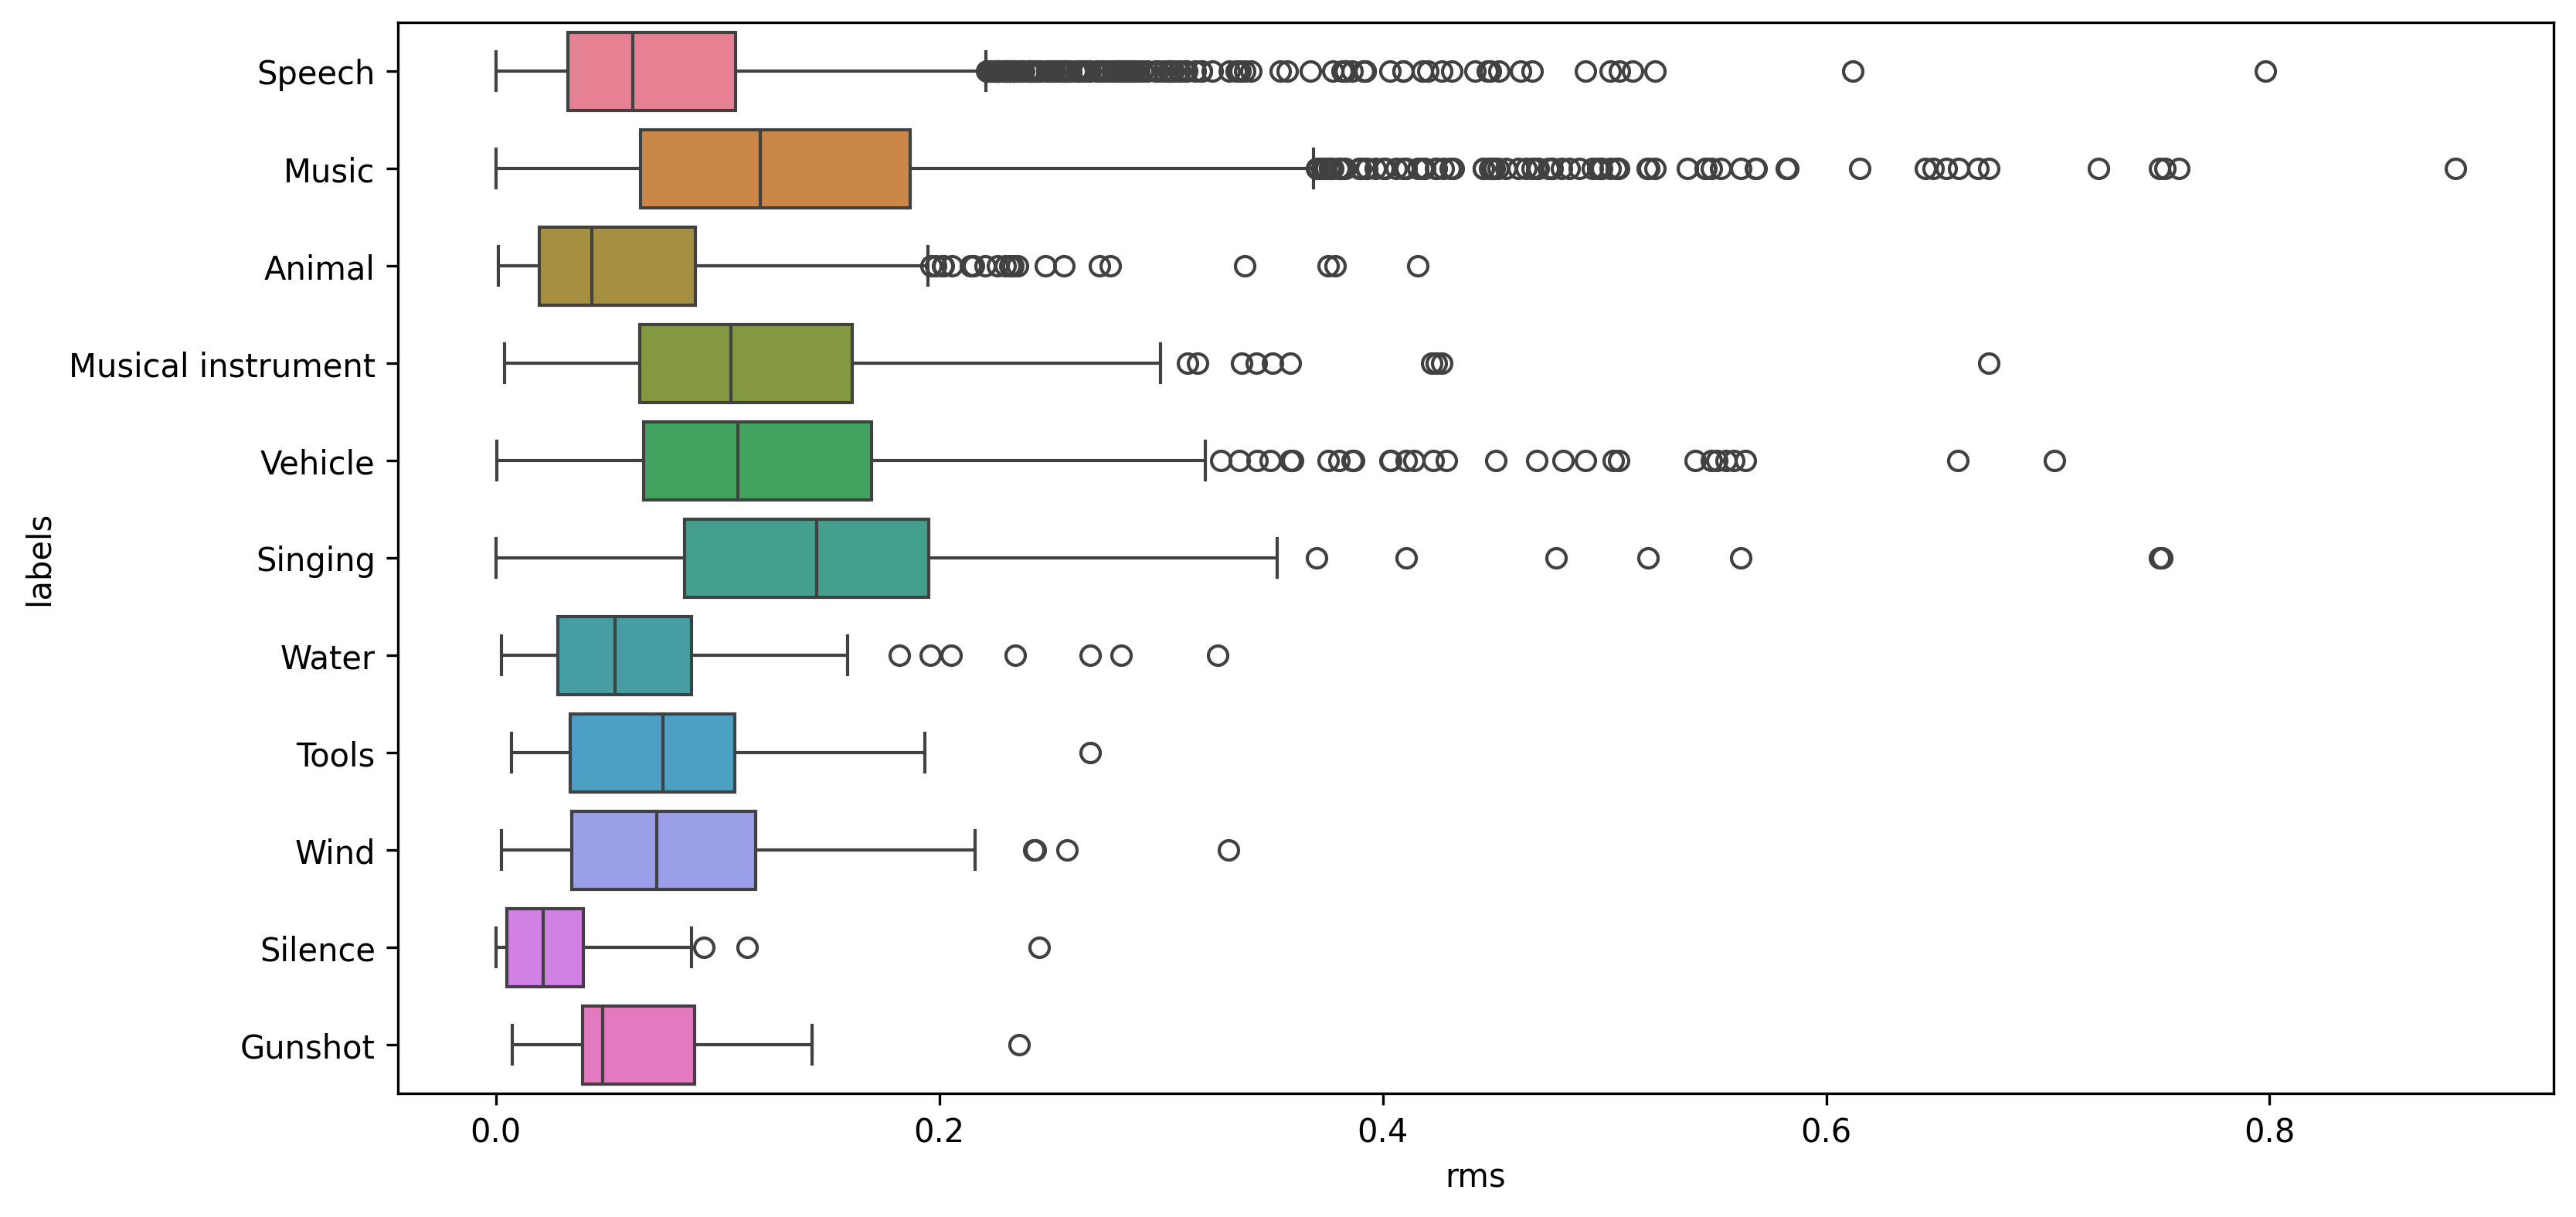 Speech
Music
Animal
Musical instrument
Vehicle
Singing
Water
Tools
Wind
Silence
Gunshot
labels
0.0 0.2 0.4 0.6 0.8
rms